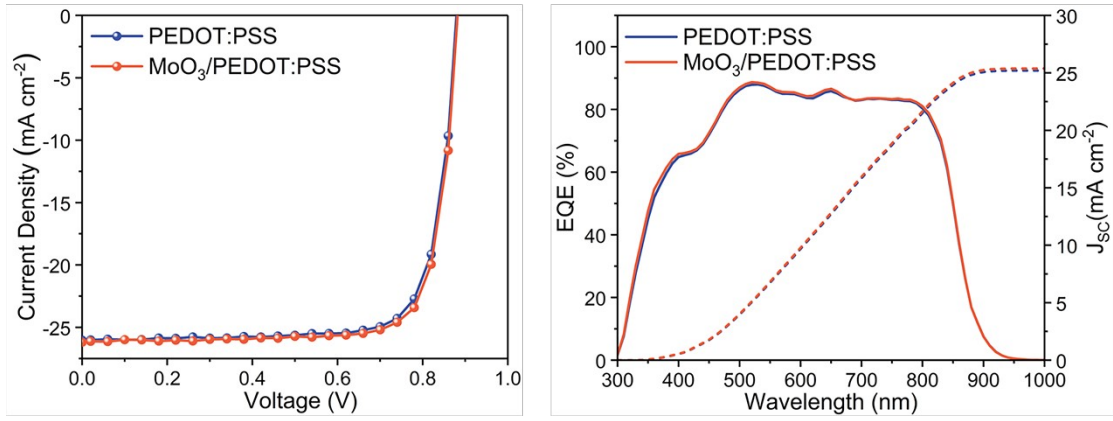 PEDOT:PSS
MoO₃/PEDOT:PSS
Current Density (mA cm⁻²)
0
-5
-10
-15
-20
-25
0.0 0.2 0.4 0.6 0.8 1.0
Voltage (V)
PEDOT:PSS
MoO₃/PEDOT:PSS
EQE (%)
100
80
60
40
20
0
30
25
20
15
10
5
0
J_SC(mA cm⁻²)
300 400 500 600 700 800 900 1000
Wavelength (nm)